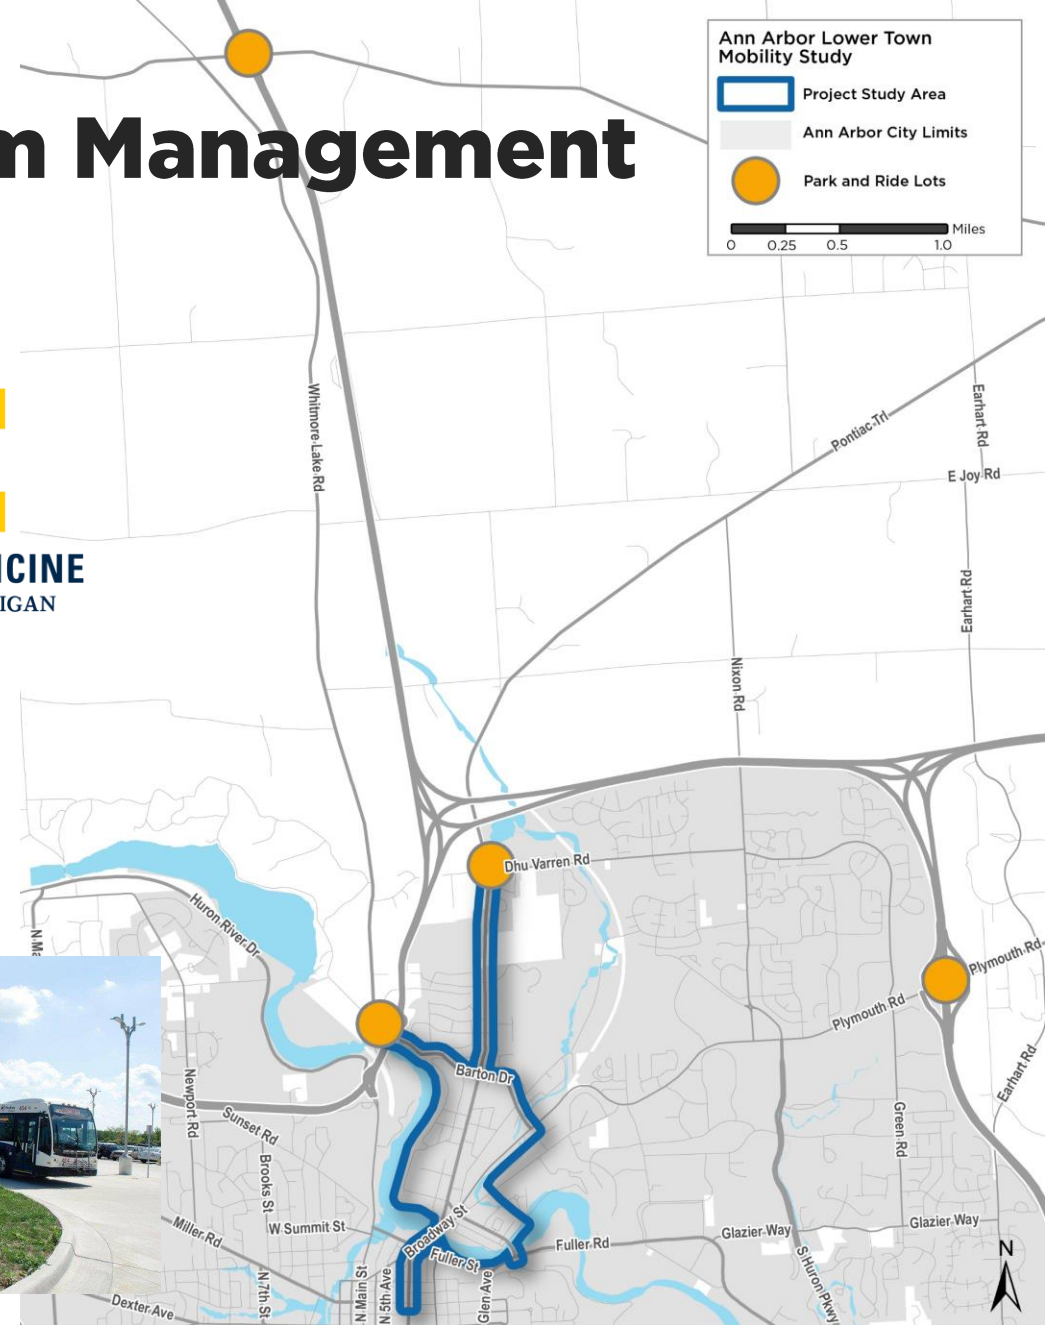 m Management
Ann Arbor Lower Town
Mobility Study
Project Study Area
Ann Arbor City Limits
Park and Ride Lots
Miles
0 0.25 0.5 1.0
Whitmore Lake Rd
Pontiac Trl
Earhart Rd
E Joy Rd
ICINE
IGAN
Earhart Rd
Nixon Rd
Dhu Varren Rd
Huron River Dr
N Ma
Plymouth Rd
Plymouth Rd
Barton Dr
Earhart Rd
Newport Rd
Sunset Rd
Green Rd
Brooks St
Miller Rd
W Summit St
Broadway St
Fuller St
Fuller Rd
Glazier Way
Glazier Way
S Huron Pkwy
N
N 7th St
N Main St
N 5th Ave
Glen Ave
Dexter Ave